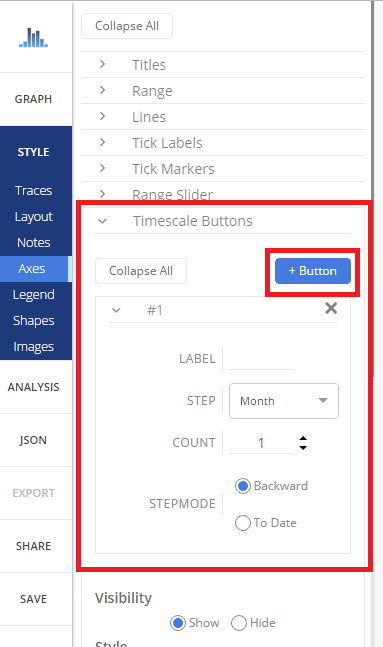 Collapse All
GRAPH
STYLE
Traces
Layout
Notes
Axes
Legend
Shapes
Images
ANALYSIS
JSON
EXPORT
SHARE
SAVE
Titles
Range
Lines
Tick Labels
Tick Markers
Range Slider
Timescale Buttons
Collapse All
+ Button
#1
LABEL
STEP Month
COUNT 1
STEPMODE
Backward
To Date
Visibility
Show Hide
Style